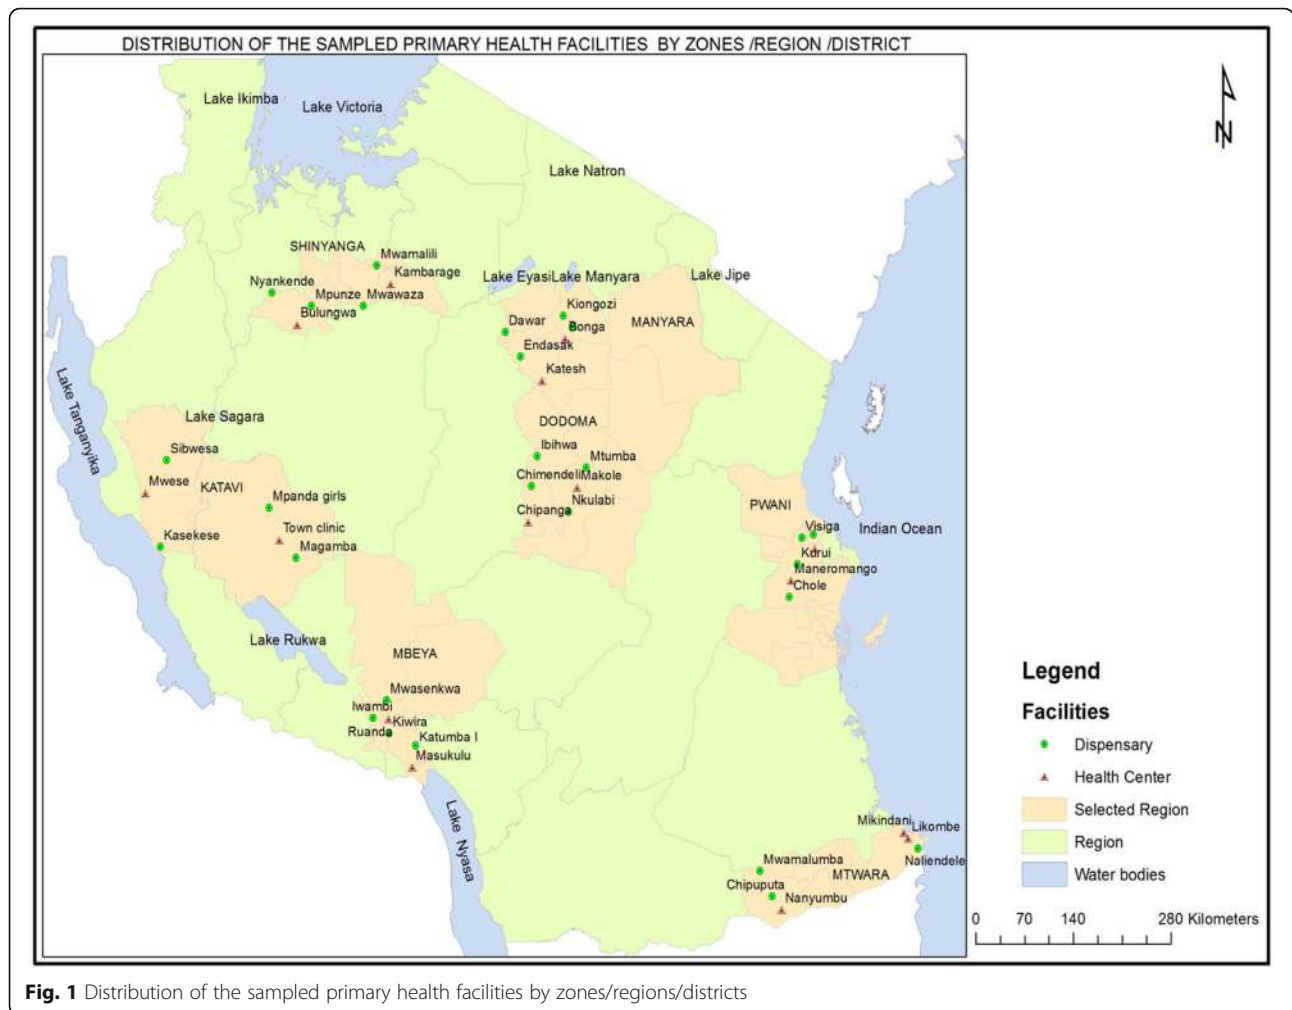 DISTRIBUTION OF THE SAMPLED PRIMARY HEALTH FACILITIES BY ZONES /REGION /DISTRICT
Lake Ikimba
Lake Victoria
N
Lake Natron
SHINYANGA
Mwamalili
Kambarage
Nyankende
Mpunze
Mwawaza
Bulungwa
Lake Eyasi
Lake Manyara
Lake Jipe
Kiongozi
Dawar
Bonga
MANYARA
Endasak
Katesh
Lake Tanganyika
Lake Sagara
DODOMA
Sibwesa
Ibihwa
Mtumba
Mwese
KATAVI
Chimendeli
Makole
Mpanda girls
Nkulabi
Chipanga
PWANI
Town clinic
Visiga
Indian Ocean
Kasekese
Magamba
Kurui
Maneromango
Chole
Lake Rukwa
MBEYA
Mwasenkwa
Iwambi
Kiwira
Ruanda
Katumba I
Masukulu
Lake Nyasa
Mikindani
Likombe
Naliendele
Mwamalumba
MTWARA
Chipuputa
Nanyumbu
Legend
Facilities
Dispensary
Health Center
Selected Region
Region
Water bodies
0 70 140 280 Kilometers
Fig. 1 Distribution of the sampled primary health facilities by zones/regions/districts